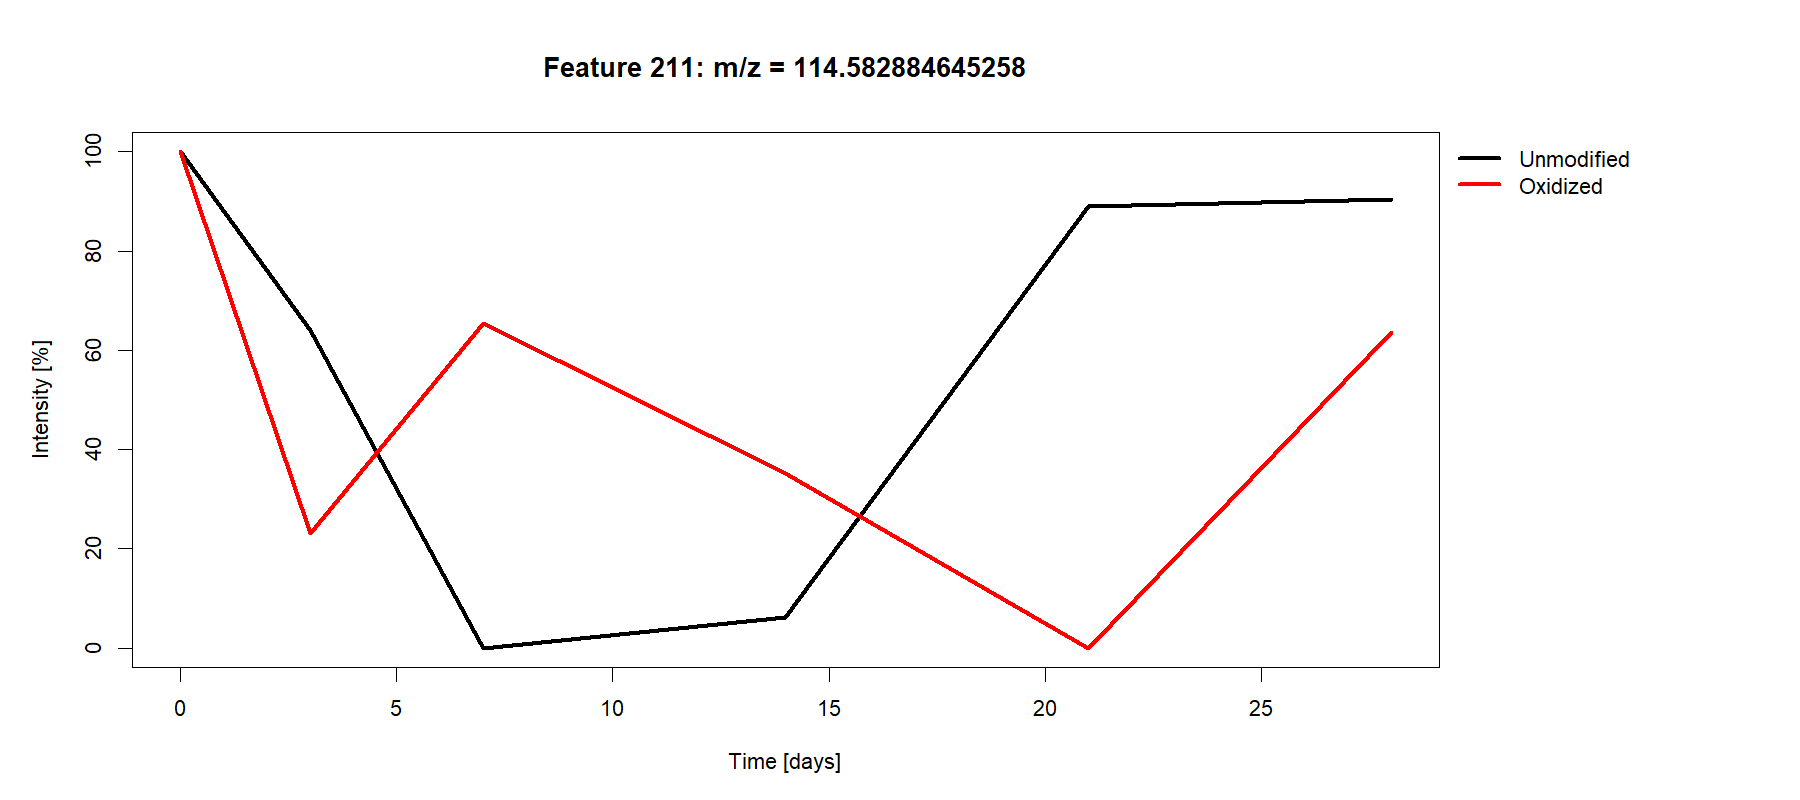 Feature 211: m/z = 114.582884645258
Unmodified
Oxidized
100
80
60
40
20
0
Intensity [%]
0 5 10 15 20 25
Time [days]